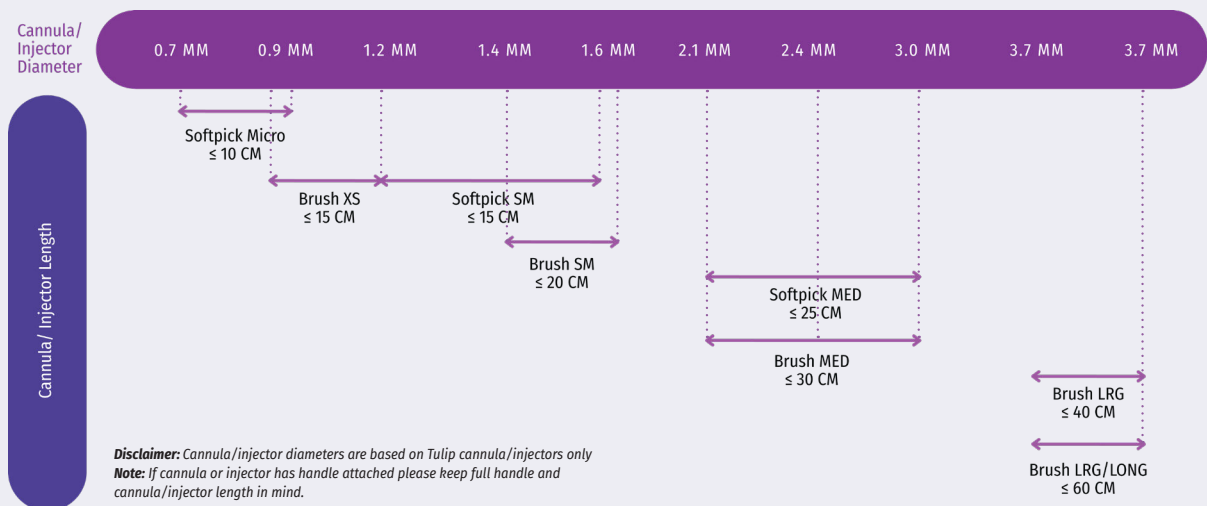 Cannula/
Injector
Diameter
0.7 MM
0.9 MM
1.2 MM
1.4 MM
1.6 MM
2.1 MM
2.4 MM
3.0 MM
3.7 MM
3.7 MM
Cannula/ Injector Length
Softpick Micro
≤ 10 CM
Brush XS
≤ 15 CM
Softpick SM
≤ 15 CM
Brush SM
≤ 20 CM
Softpick MED
≤ 25 CM
Brush MED
≤ 30 CM
Brush LRG
≤ 40 CM
Brush LRG/LONG
≤ 60 CM
Disclaimer: Cannula/injector diameters are based on Tulip cannula/injectors only
Note: If cannula or injector has handle attached please keep full handle and
cannula/injector length in mind.